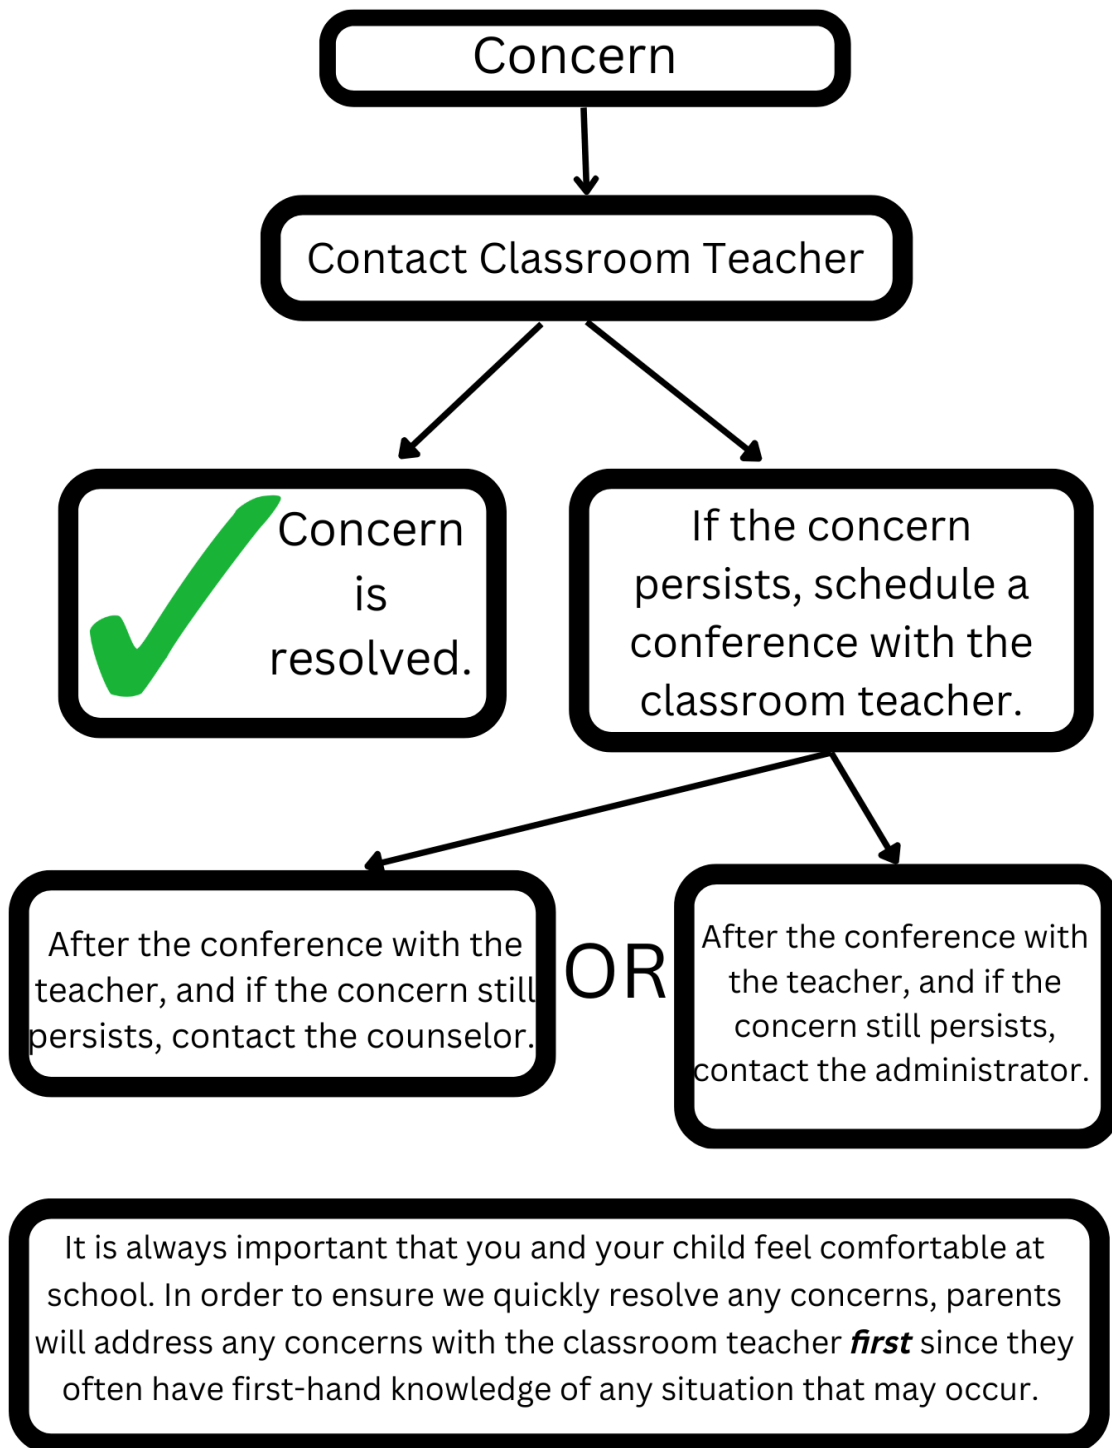 Concern
Contact Classroom Teacher
Concern
is
resolved.
If the concern
persists, schedule a
conference with the
classroom teacher.
After the conference with the
teacher, and if the concern still
persists, contact the counselor.
OR
After the conference with
the teacher, and if the
concern still persists,
contact the administrator.
It is always important that you and your child feel comfortable at
school. In order to ensure we quickly resolve any concerns, parents
will address any concerns with the classroom teacher first since they
often have first-hand knowledge of any situation that may occur.